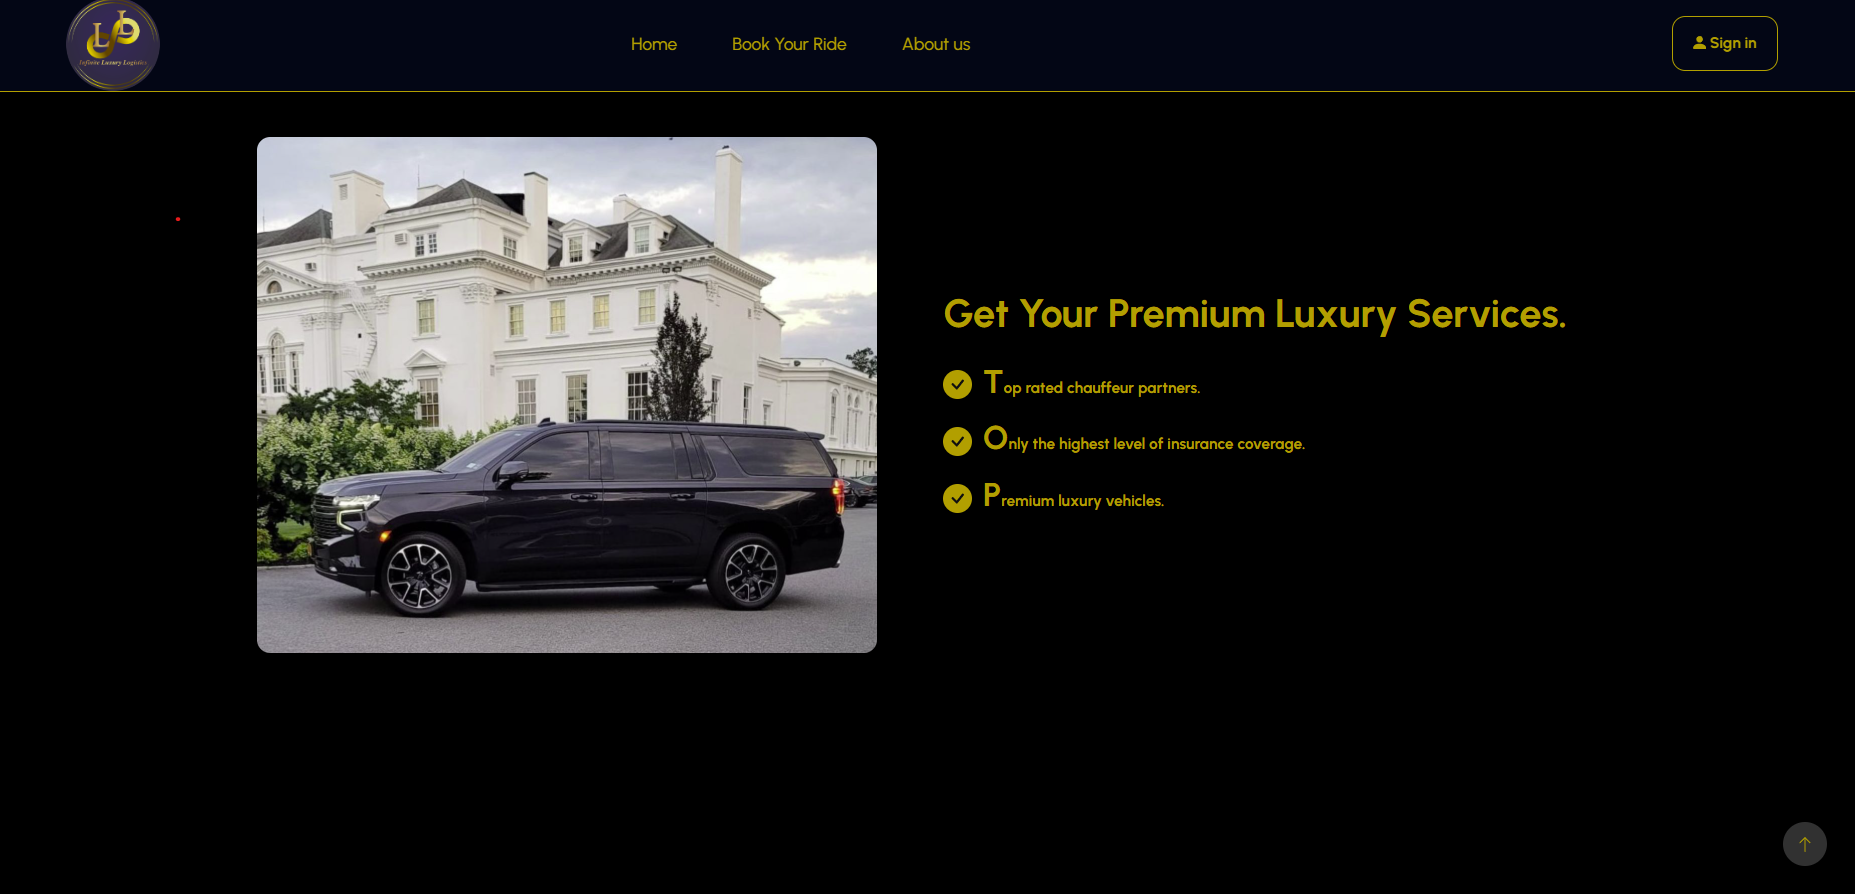 LL
Infinite Luxury Logistics
Home
Book Your Ride
About us
Sign in
Get Your Premium Luxury Services.
Top rated chauffeur partners.
Only the highest level of insurance coverage.
Premium luxury vehicles.